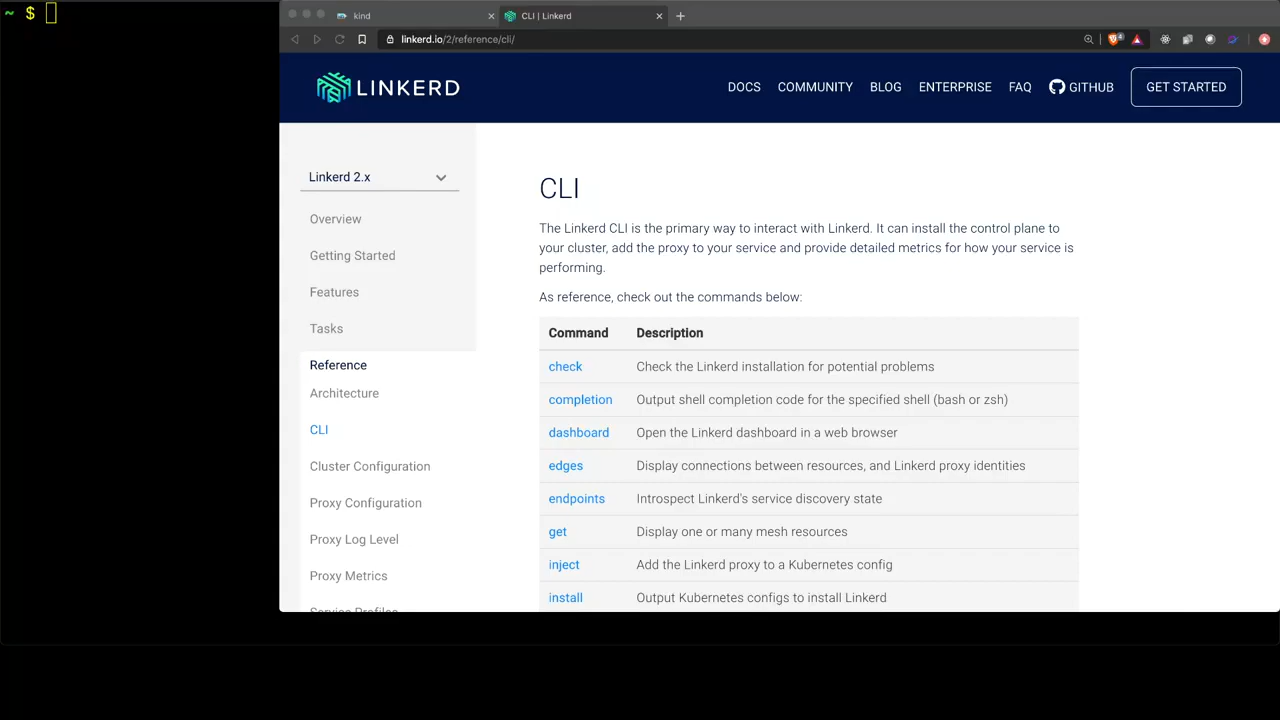 ~ $
kind
CLI | Linkerd
linkerd.io/2/reference/cli/
LINKERD
DOCS COMMUNITY BLOG ENTERPRISE FAQ GITHUB GET STARTED
Linkerd 2.x
Overview
Getting Started
Features
Tasks
Reference
Architecture
CLI
Cluster Configuration
Proxy Configuration
Proxy Log Level
Proxy Metrics
Service Profiles
CLI
The Linkerd CLI is the primary way to interact with Linkerd. It can install the control plane to
your cluster, add the proxy to your service and provide detailed metrics for how your service is
performing.
As reference, check out the commands below:
Command Description
check Check the Linkerd installation for potential problems
completion Output shell completion code for the specified shell (bash or zsh)
dashboard Open the Linkerd dashboard in a web browser
edges Display connections between resources, and Linkerd proxy identities
endpoints Introspect Linkerd's service discovery state
get Display one or many mesh resources
inject Add the Linkerd proxy to a Kubernetes config
install Output Kubernetes configs to install Linkerd